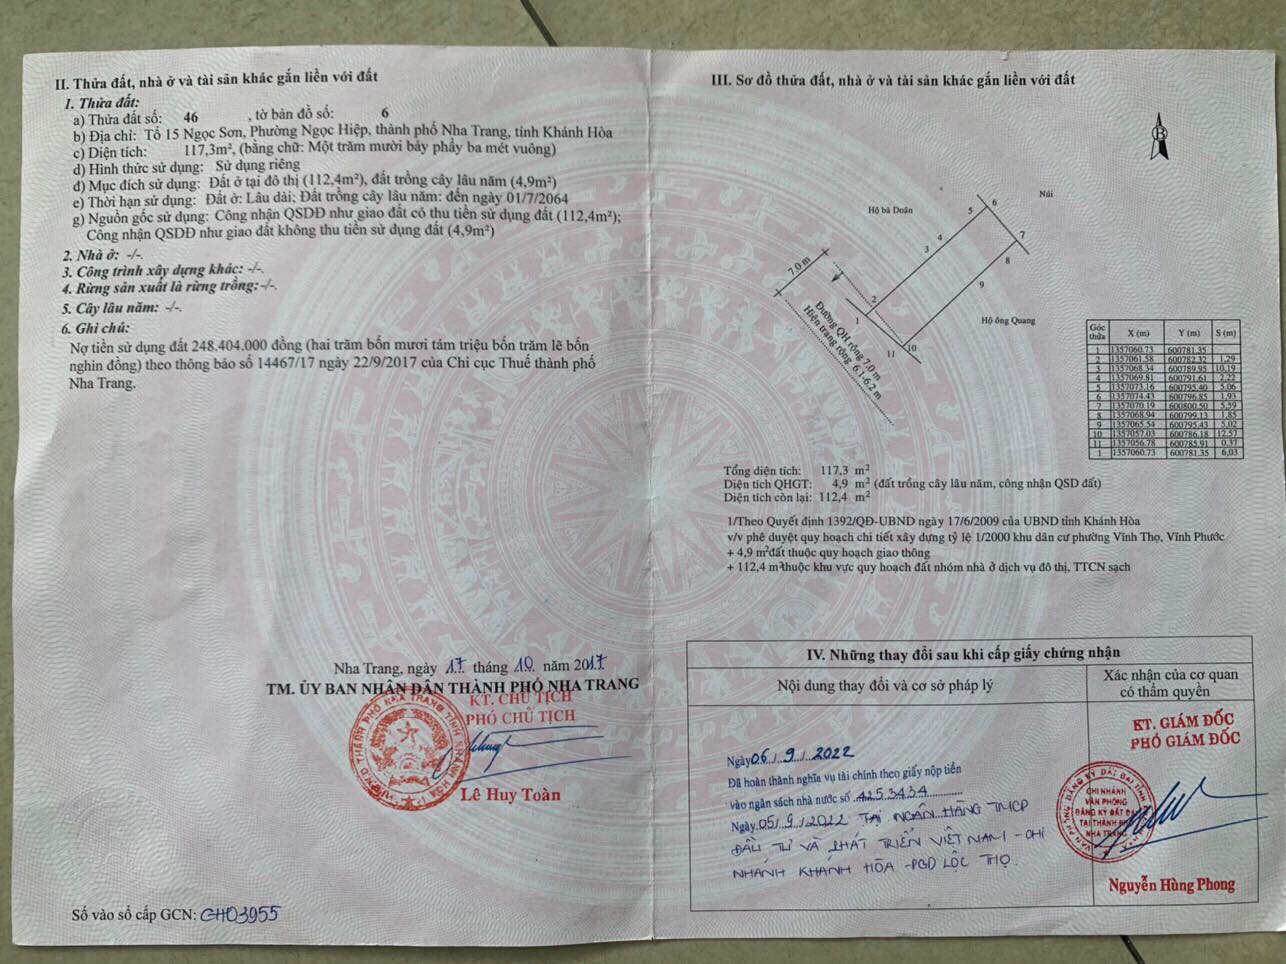 II. Thửa đất, nhà ở và tài sản khác gắn liền với đất
1. Thửa đất:
a) Thửa đất số: 46 , tờ bản đồ số: 6
b) Địa chỉ: Tổ 15 Ngọc Sơn, Phường Ngọc Hiệp, thành phố Nha Trang, tỉnh Khánh Hòa
c) Diện tích: 117,3m², (bằng chữ: Một trăm mười bảy phẩy ba mét vuông)
d) Hình thức sử dụng: Sử dụng riêng
đ) Mục đích sử dụng: Đất ở tại đô thị (112,4m²), đất trồng cây lâu năm (4,9m²)
e) Thời hạn sử dụng: Đất ở: Lâu dài; Đất trồng cây lâu năm: đến ngày 01/7/2064
g) Nguồn gốc sử dụng: Công nhận QSDĐ như giao đất có thu tiền sử dụng đất (112,4m²);
Công nhận QSDĐ như giao đất không thu tiền sử dụng đất (4,9m²)
2. Nhà ở: -/-.
3. Công trình xây dựng khác: -/-.
4. Rừng sản xuất là rừng trồng:-/-.
5. Cây lâu năm: -/-.
6. Ghi chú:
Nợ tiền sử dụng đất 248.404.000 đồng (hai trăm bốn mươi tám triệu bốn trăm lẽ bốn
nghìn đồng) theo thông báo số 14467/17 ngày 22/9/2017 của Chi cục Thuế thành phố
Nha Trang.
Nha Trang, ngày 17 tháng 10 năm 2017
TM. ỦY BAN NHÂN DÂN THÀNH PHỐ NHA TRANG
KT. CHỦ TỊCH
PHÓ CHỦ TỊCH
Lê Huy Toàn
Số vào sổ cấp GCN: CH03955
III. Sơ đồ thửa đất, nhà ở và tài sản khác gắn liền với đất
B
Núi
Hộ bà Doãn
5 6
4
7
3
8
7.0 m
9
2
1
Hộ ông Quang
10
11
Đường QH rộng 7.0 m
Hiện trạng rộng 6.1-6.2 m
Góc thửa X (m) Y (m) S (m)
1 1357060.73 600781.35
2 1357061.58 600782.32 1,29
3 1357068.34 600789.95 10,19
4 1357069.81 600791.61 2,22
5 1357073.16 600795.40 5,06
6 1357074.43 600796.85 1,93
7 1357070.19 600800.50 5,59
8 1357068.94 600799.13 1,85
9 1357065.54 600795.43 5,02
10 1357057.03 600786.18 12,57
11 1357056.78 600785.91 0,37
1 1357060.73 600781.35 6,03
Tổng diện tích: 117,3 m²
Diện tích QHGT: 4,9 m² (đất trồng cây lâu năm, công nhận QSD đất)
Diện tích còn lại: 112,4 m²
1/Theo Quyết định 1392/QĐ-UBND ngày 17/6/2009 của UBND tỉnh Khánh Hòa
v/v phê duyệt quy hoạch chi tiết xây dựng tỷ lệ 1/2000 khu dân cư phường Vĩnh Thọ, Vĩnh Phước
+ 4,9 m²đất thuộc quy hoạch giao thông
+ 112,4 m²thuộc khu vực quy hoạch đất nhóm nhà ở dịch vụ đô thị, TTCN sạch
IV. Những thay đổi sau khi cấp giấy chứng nhận
Nội dung thay đổi và cơ sở pháp lý
Xác nhận của cơ quan
có thẩm quyền
Ngày 06/ 9 / 2022
Đã hoàn thành nghĩa vụ tài chính theo giấy nộp tiền
vào ngân sách nhà nước số 4253434
Ngày 05/ 9 / 2022 TẠI NGÂN HÀNG TMCP
ĐẦU TƯ VÀ PHÁT TRIỂN VIỆT NAM - CHI
NHÁNH KHÁNH HÒA -PGD LỘC THỌ.
KT. GIÁM ĐỐC
PHÓ GIÁM ĐỐC
CHI NHÁNH
VĂN PHÒNG
ĐĂNG KÝ ĐẤT ĐAI
TẠI THÀNH PHỐ
NHA TRANG
Nguyễn Hùng Phong